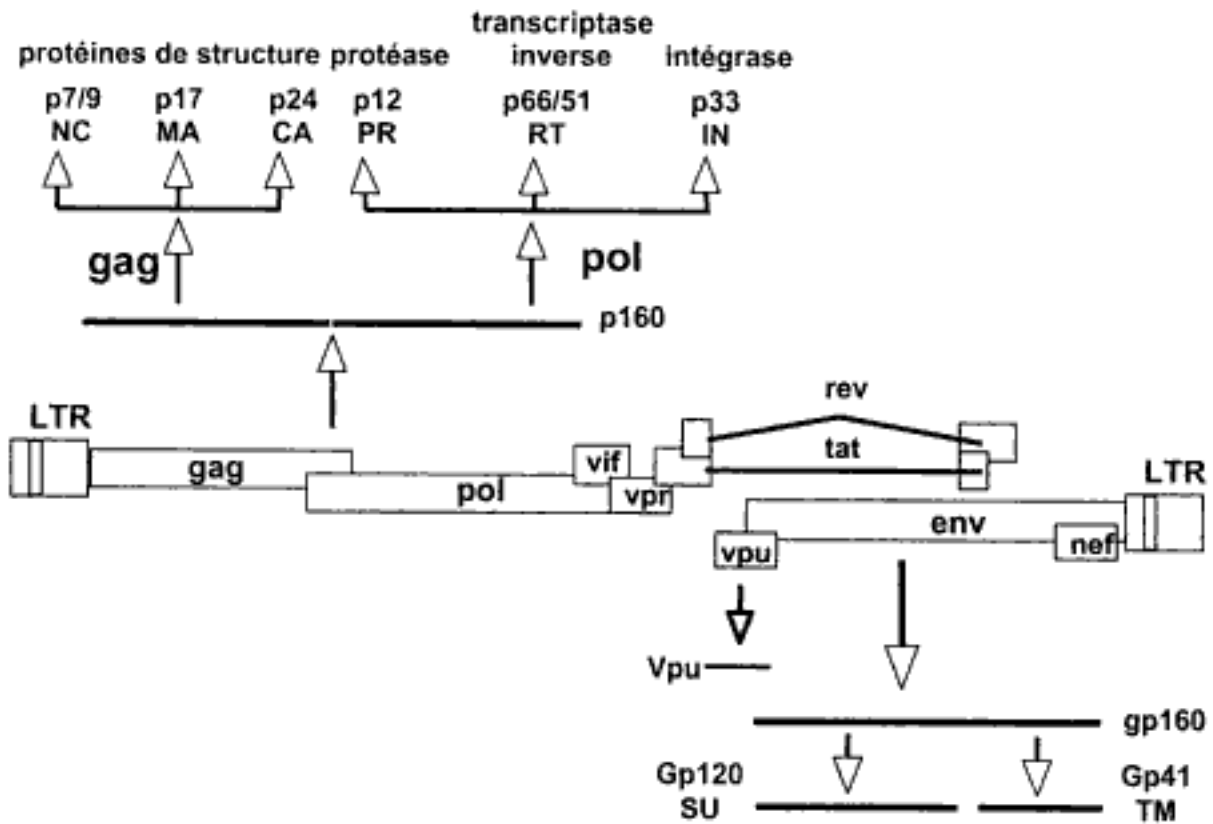 transcriptase
protéines de structure protéase inverse intégrase
p7/9 p17 p24 p12 p66/51 p33
NC MA CA PR RT IN
gag pol
p160
rev
LTR
tat
gag vif
pol vpr
LTR
env
vpu nef
Vpu
gp160
Gp120 Gp41
SU TM